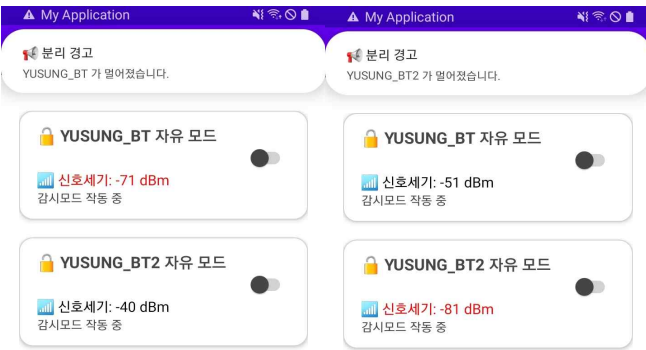 My Application
분리 경고
YUSUNG_BT 가 멀어졌습니다.
YUSUNG_BT 자유 모드
신호세기: -71 dBm
감시모드 작동 중
YUSUNG_BT2 자유 모드
신호세기: -40 dBm
감시모드 작동 중
My Application
분리 경고
YUSUNG_BT2 가 멀어졌습니다.
YUSUNG_BT 자유 모드
신호세기: -51 dBm
감시모드 작동 중
YUSUNG_BT2 자유 모드
신호세기: -81 dBm
감시모드 작동 중